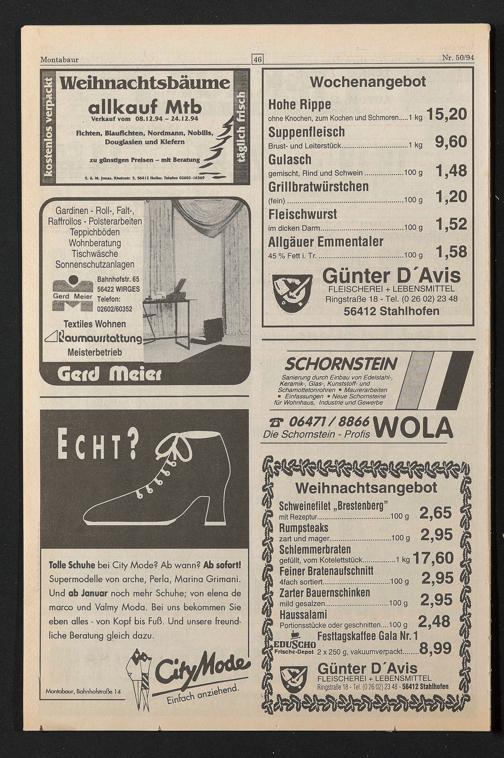 Montabaur
46
Nr. 50/94
kostenlos verpackt
Weihnachtsbäume
allkauf Mtb
Verkauf vom 08.12.94 – 24.12.94
Fichten, Blaufichten, Nordmann, Nobilis,
Douglasien und Kiefern
zu günstigen Preisen – mit Beratung
täglich frisch
Gardinen - Roll-, Falt-,
Raffrollos - Polsterarbeiten
Teppichböden
Wohnberatung
Tischwäsche
Sonnenschutzanlagen
Gerd Meier
Bahnhofstr. 65
56422 WIRGES
Telefon:
02602/60352
Textiles Wohnen
Raumausstattung
Meisterbetrieb
Gerd Meier
ECHT?
Tolle Schuhe bei City Mode? Ab wann? Ab sofort!
Supermodelle von arche, Perla, Marina Grimani.
Und ab Januar noch mehr Schuhe; von elena de
marco und Valmy Moda. Bei uns bekommen Sie
eben alles - von Kopf bis Fuß. Und unsere freund-
liche Beratung gleich dazu.
City Mode
Einfach anziehend.
Montabaur, Bahnhofstraße 14
Wochenangebot
Hohe Rippe
ohne Knochen, zum Kochen und Schmoren....1 kg 15,20
Suppenfleisch
Brust- und Leiterstück...1 kg 9,60
Gulasch
gemischt, Rind und Schwein...100 g 1,48
Grillbratwürstchen
(fein)...100 g 1,20
Fleischwurst
im dicken Darm...100 g 1,52
Allgäuer Emmentaler
45 % Fett i. Tr....100 g 1,58
Günter D´Avis
FLEISCHEREI + LEBENSMITTEL
Ringstraße 18 - Tel. (0 26 02) 23 48
56412 Stahlhofen
SCHORNSTEIN
Sanierung durch Einbau von Edelstahl-,
Keramik-, Glas-, Kunststoff- und
Schamottetonrohren • Maurerarbeiten
• Einfassungen • Neue Schornsteine
für Wohnhaus, Industrie und Gewerbe
☎ 06471 / 8866 WOLA
Die Schornstein - Profis
Weihnachtsangebot
Schweinefilet „Brestenberg"
mit Rezeptur...100 g 2,65
Rumpsteaks
zart und mager...100 g 2,95
Schlemmerbraten
gefüllt, vom Kotelettstück...1 kg 17,60
Feiner Bratenaufschnitt
4fach sortiert...100 g 2,95
Zarter Bauernschinken
mild gesalzen...100 g 2,95
Haussalami
Portionsstücke oder geschnitten...100 g 2,48
EDUSCHO
Frische-Depot
Festtagskaffee Gala Nr. 1
2 x 250 g, vakuumverpackt...8,99
Günter D´Avis
FLEISCHEREI + LEBENSMITTEL
Ringstraße 18 - Tel. (0 26 02) 23 48 - 56412 Stahlhofen